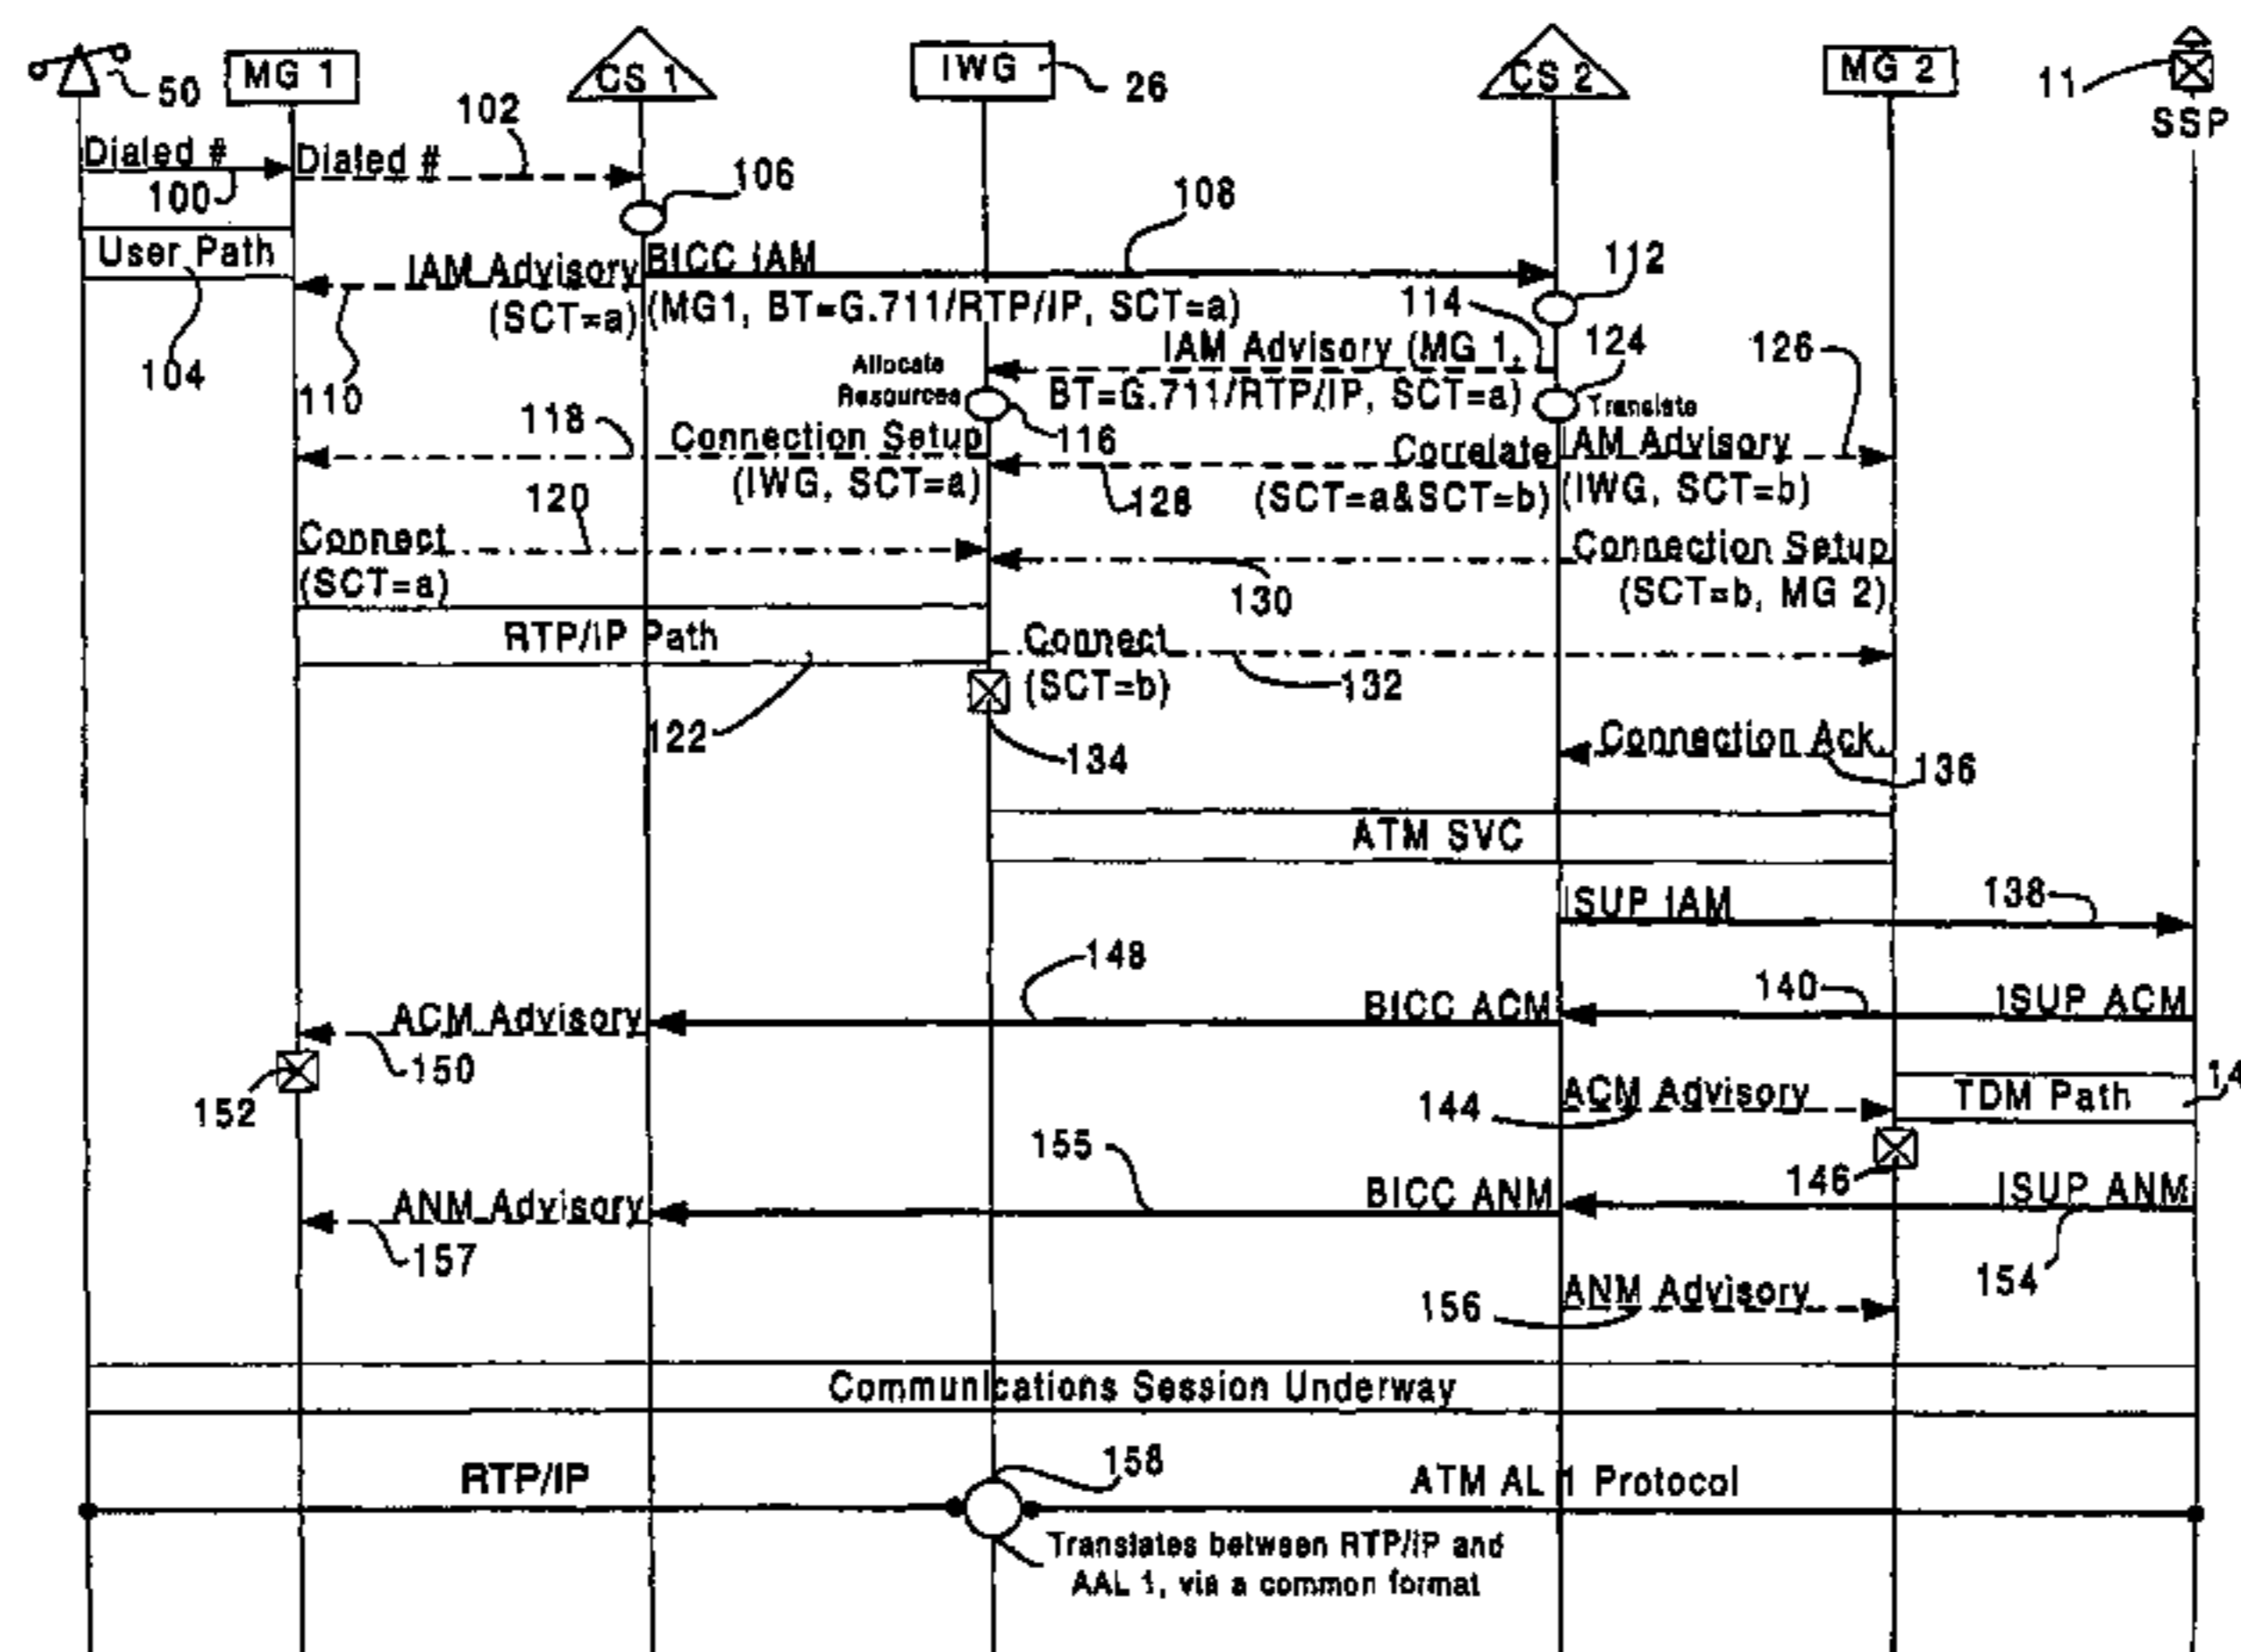 50
MG 1
CS 1
IWG
26
CS 2
MG 2
11
SSP
Dialed #
100
Dialed #
102
106
108
User Path
104
IAM Advisory
(SCT=a)
110
BICC IAM
(MG1, BT=G.711/RTP/IP, SCT=a)
112
114
IAM Advisory (MG 1,
BT=G.711/RTP/IP, SCT=a)
124
126
Allocate
Resources
116
Translate
118
Connection Setup
(IWG, SCT=a)
Correlate
(SCT=a&SCT=b)
128
IAM Advisory
(IWG, SCT=b)
120
Connect
(SCT=a)
Connection Setup
(SCT=b, MG 2)
130
RTP/IP Path
122
Connect
(SCT=b)
132
134
Connection Ack
136
ATM SVC
ISUP IAM
138
148
ACM Advisory
150
BICC ACM
140
ISUP ACM
152
144
ACM Advisory
TDM Path
14
155
146
ANM Advisory
157
BICC ANM
ISUP ANM
154
156
ANM Advisory
Communications Session Underway
RTP/IP
158
ATM AL 1 Protocol
Translates between RTP/IP and
AAL 1, via a common format